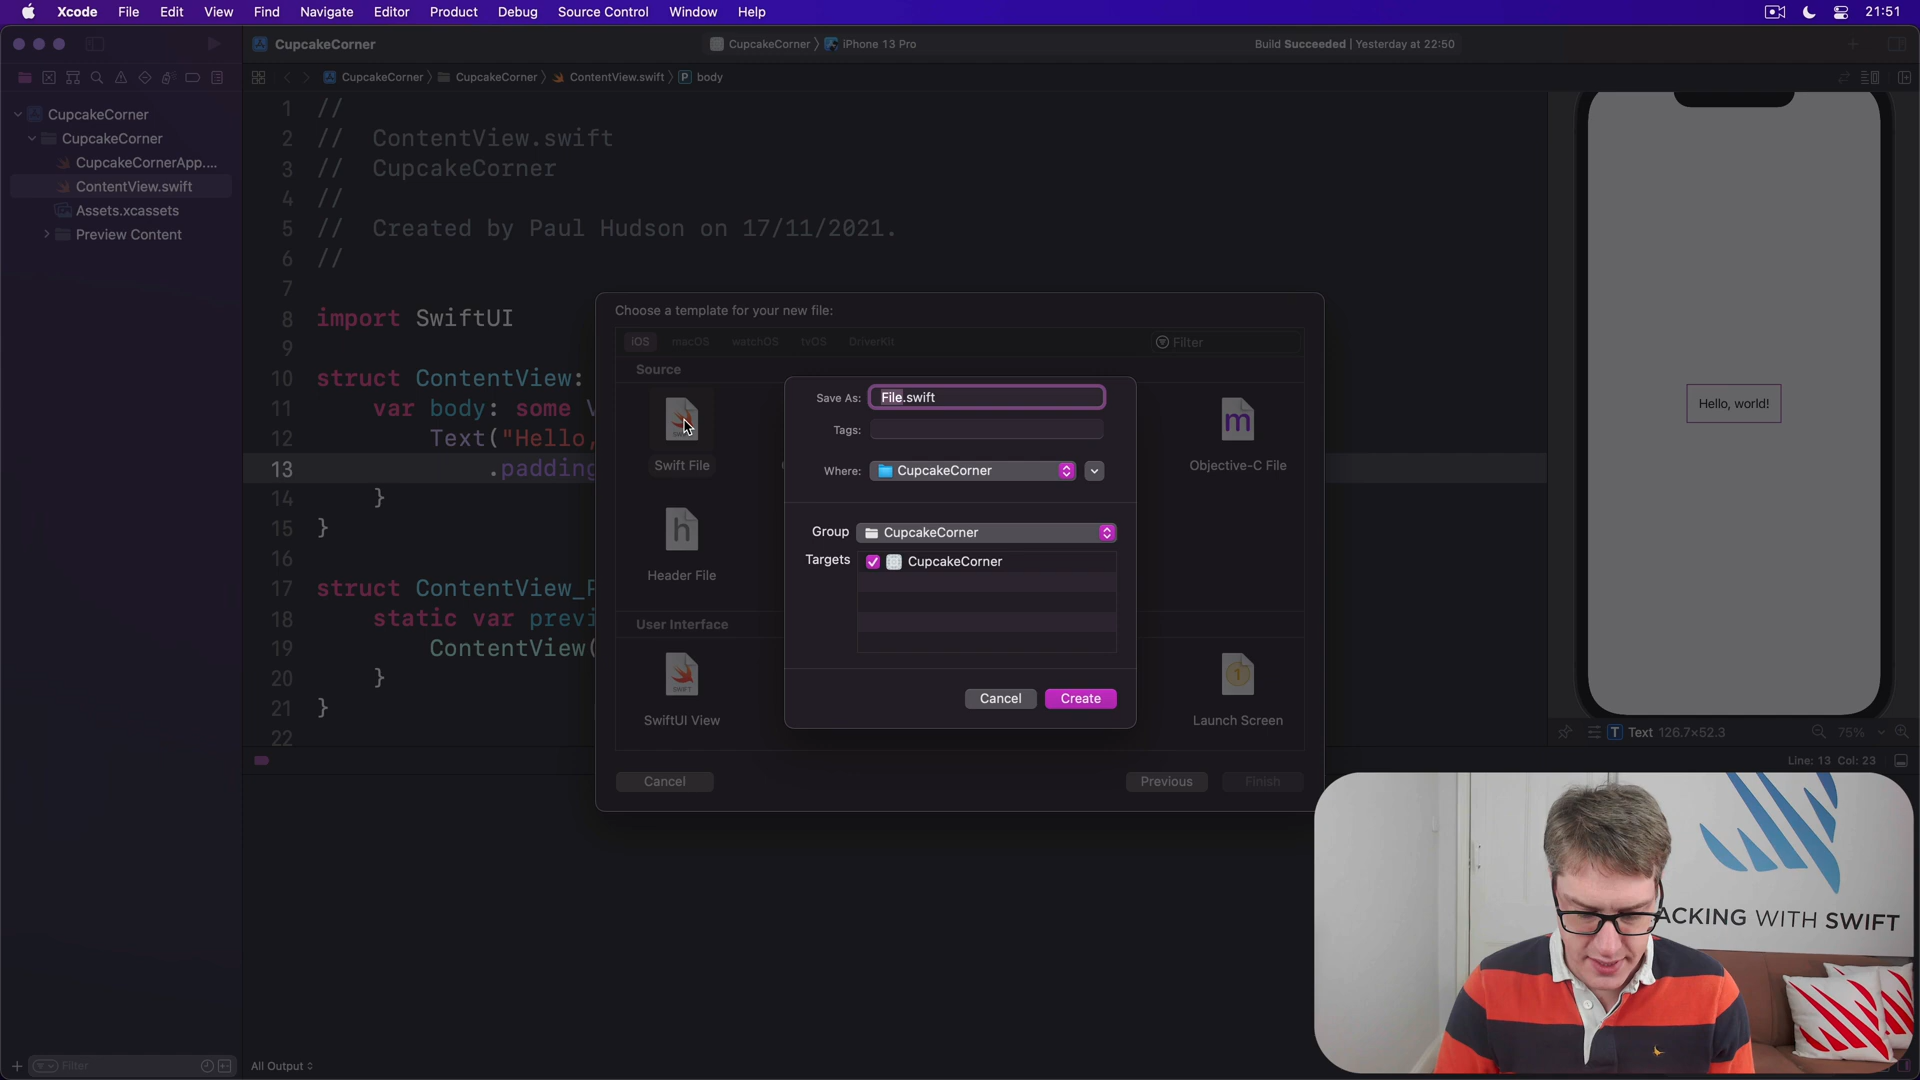 Xcode File Edit View Find Navigate Editor Product Debug Source Control Window Help 21:51
CupcakeCorner CupcakeCorner iPhone 13 Pro Build Succeeded | Yesterday at 22:50
CupcakeCorner CupcakeCorner ContentView.swift P body
CupcakeCorner
CupcakeCorner
CupcakeCornerApp....
ContentView.swift
Assets.xcassets
Preview Content
1 //
2 // ContentView.swift
3 // CupcakeCorner
4 //
5 // Created by Paul Hudson on 17/11/2021.
6 //
7
8 import SwiftUI
9
10 struct ContentView:
11 var body: some
12 Text("Hello,
13 .padding
14 }
15 }
16
17 struct ContentView_
18 static var previ
19 ContentView(
20 }
21 }
22
Choose a template for your new file:
iOS macOS watchOS tvOS DriverKit Filter
Source
Swift File
Objective-C File
Header File
User Interface
SwiftUI View
Launch Screen
Cancel Previous Finish
Save As: File.swift
Tags:
Where: CupcakeCorner
Group CupcakeCorner
Targets CupcakeCorner
Cancel Create
Hello, world!
T Text 126.7×52.3 75%
Line: 13 Col: 23
ACKING WITH SWIFT
Filter
All Output